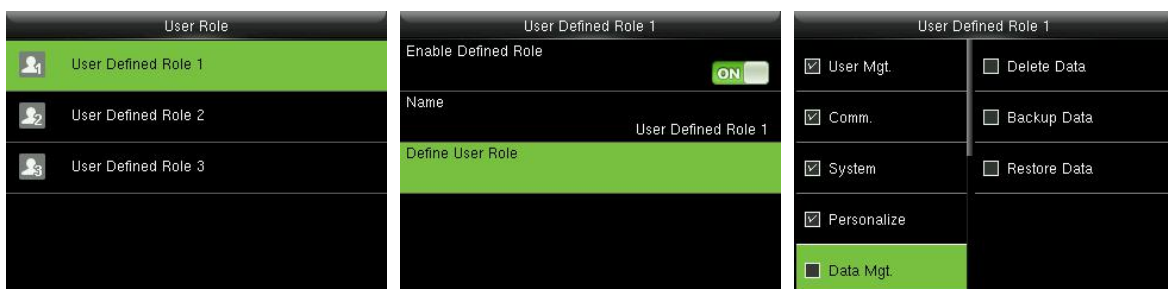 User Role
User Defined Role 1
User Defined Role 2
User Defined Role 3
User Defined Role 1
Enable Defined Role
ON
Name
User Defined Role 1
Define User Role
User Defined Role 1
User Mgt.
Comm.
System
Personalize
Data Mgt.
Delete Data
Backup Data
Restore Data